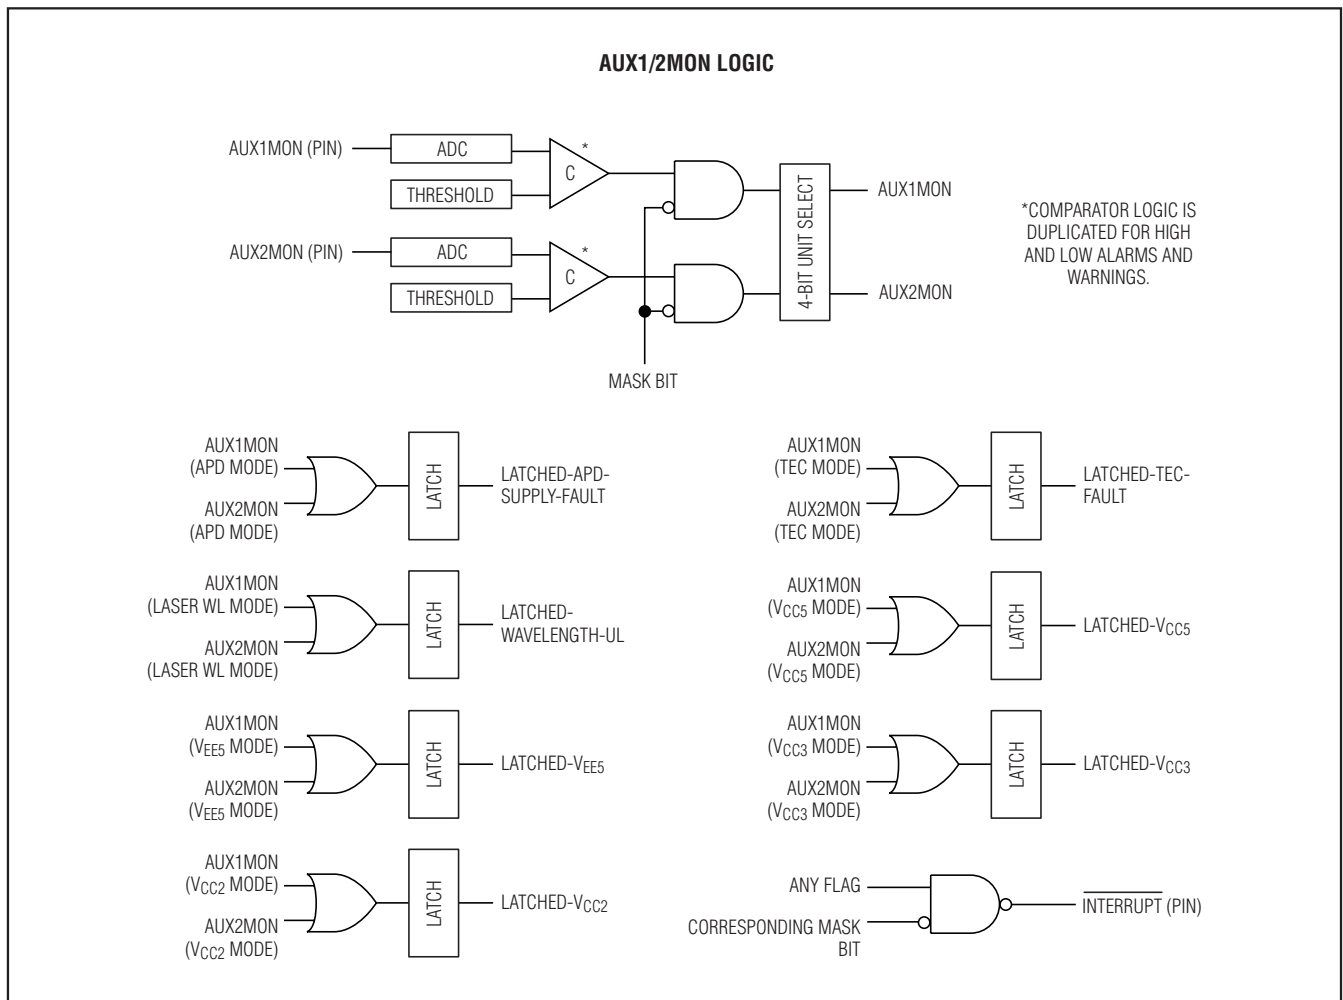 AUX1/2MON LOGIC
AUX1MON (PIN)
ADC
THRESHOLD
*
C
AUX2MON (PIN)
ADC
THRESHOLD
*
C
MASK BIT
4-BIT UNIT SELECT
AUX1MON
AUX2MON
*COMPARATOR LOGIC IS
DUPLICATED FOR HIGH
AND LOW ALARMS AND
WARNINGS.
AUX1MON
(APD MODE)
AUX2MON
(APD MODE)
LATCH
LATCHED-APD-
SUPPLY-FAULT
AUX1MON
(TEC MODE)
AUX2MON
(TEC MODE)
LATCH
LATCHED-TEC-
FAULT
AUX1MON
(LASER WL MODE)
AUX2MON
(LASER WL MODE)
LATCH
LATCHED-
WAVELENGTH-UL
AUX1MON
(VCC5 MODE)
AUX2MON
(VCC5 MODE)
LATCH
LATCHED-VCC5
AUX1MON
(VEE5 MODE)
AUX2MON
(VEE5 MODE)
LATCH
LATCHED-VEE5
AUX1MON
(VCC3 MODE)
AUX2MON
(VCC3 MODE)
LATCH
LATCHED-VCC3
AUX1MON
(VCC2 MODE)
AUX2MON
(VCC2 MODE)
LATCH
LATCHED-VCC2
ANY FLAG
CORRESPONDING MASK
BIT
INTERRUPT (PIN)